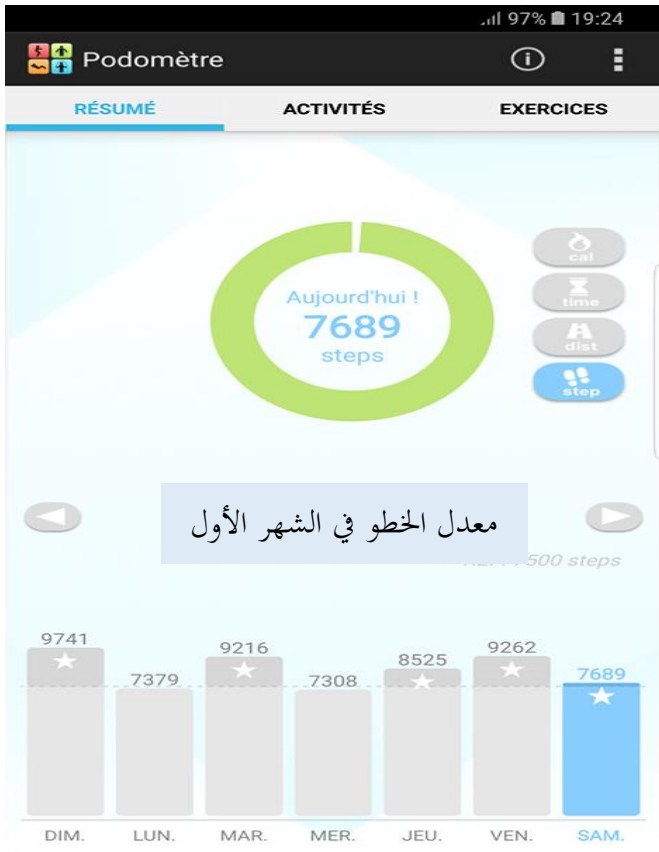 97% 19:24
Podomètre
RÉSUMÉ ACTIVITÉS EXERCICES
Aujourd'hui !
7689
steps
cal
time
dist
step
معدل الخطو في الشهر الأول
500 steps
9741 7379 9216 7308 8525 9262 7689
DIM. LUN. MAR. MER. JEU. VEN. SAM.